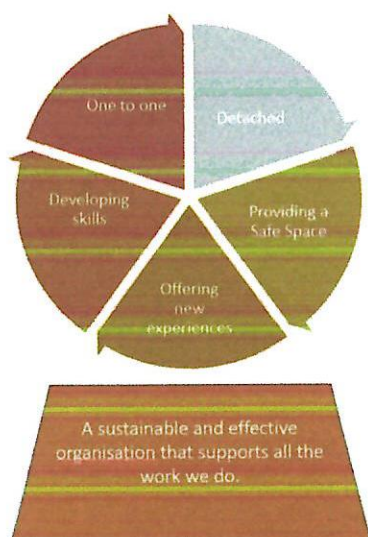 One to one
Detached
Developing
skills
Providing a
Safe Space
Offering
new
experiences
A sustainable and effective
organisation that supports all the
work we do.